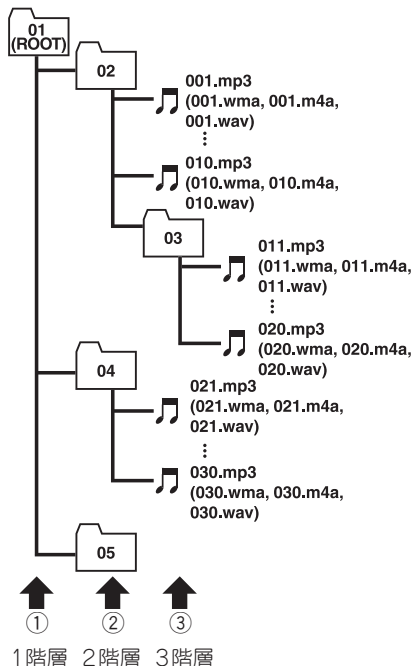 01
(ROOT)
02
001.mp3
(001.wma, 001.m4a,
001.wav)
010.mp3
(010.wma, 010.m4a,
010.wav)
03
011.mp3
(011.wma, 011.m4a,
011.wav)
020.mp3
(020.wma, 020.m4a,
020.wav)
04
021.mp3
(021.wma, 021.m4a,
021.wav)
030.mp3
(030.wma, 030.m4a,
030.wav)
05
① ② ③
1階層 2階層 3階層